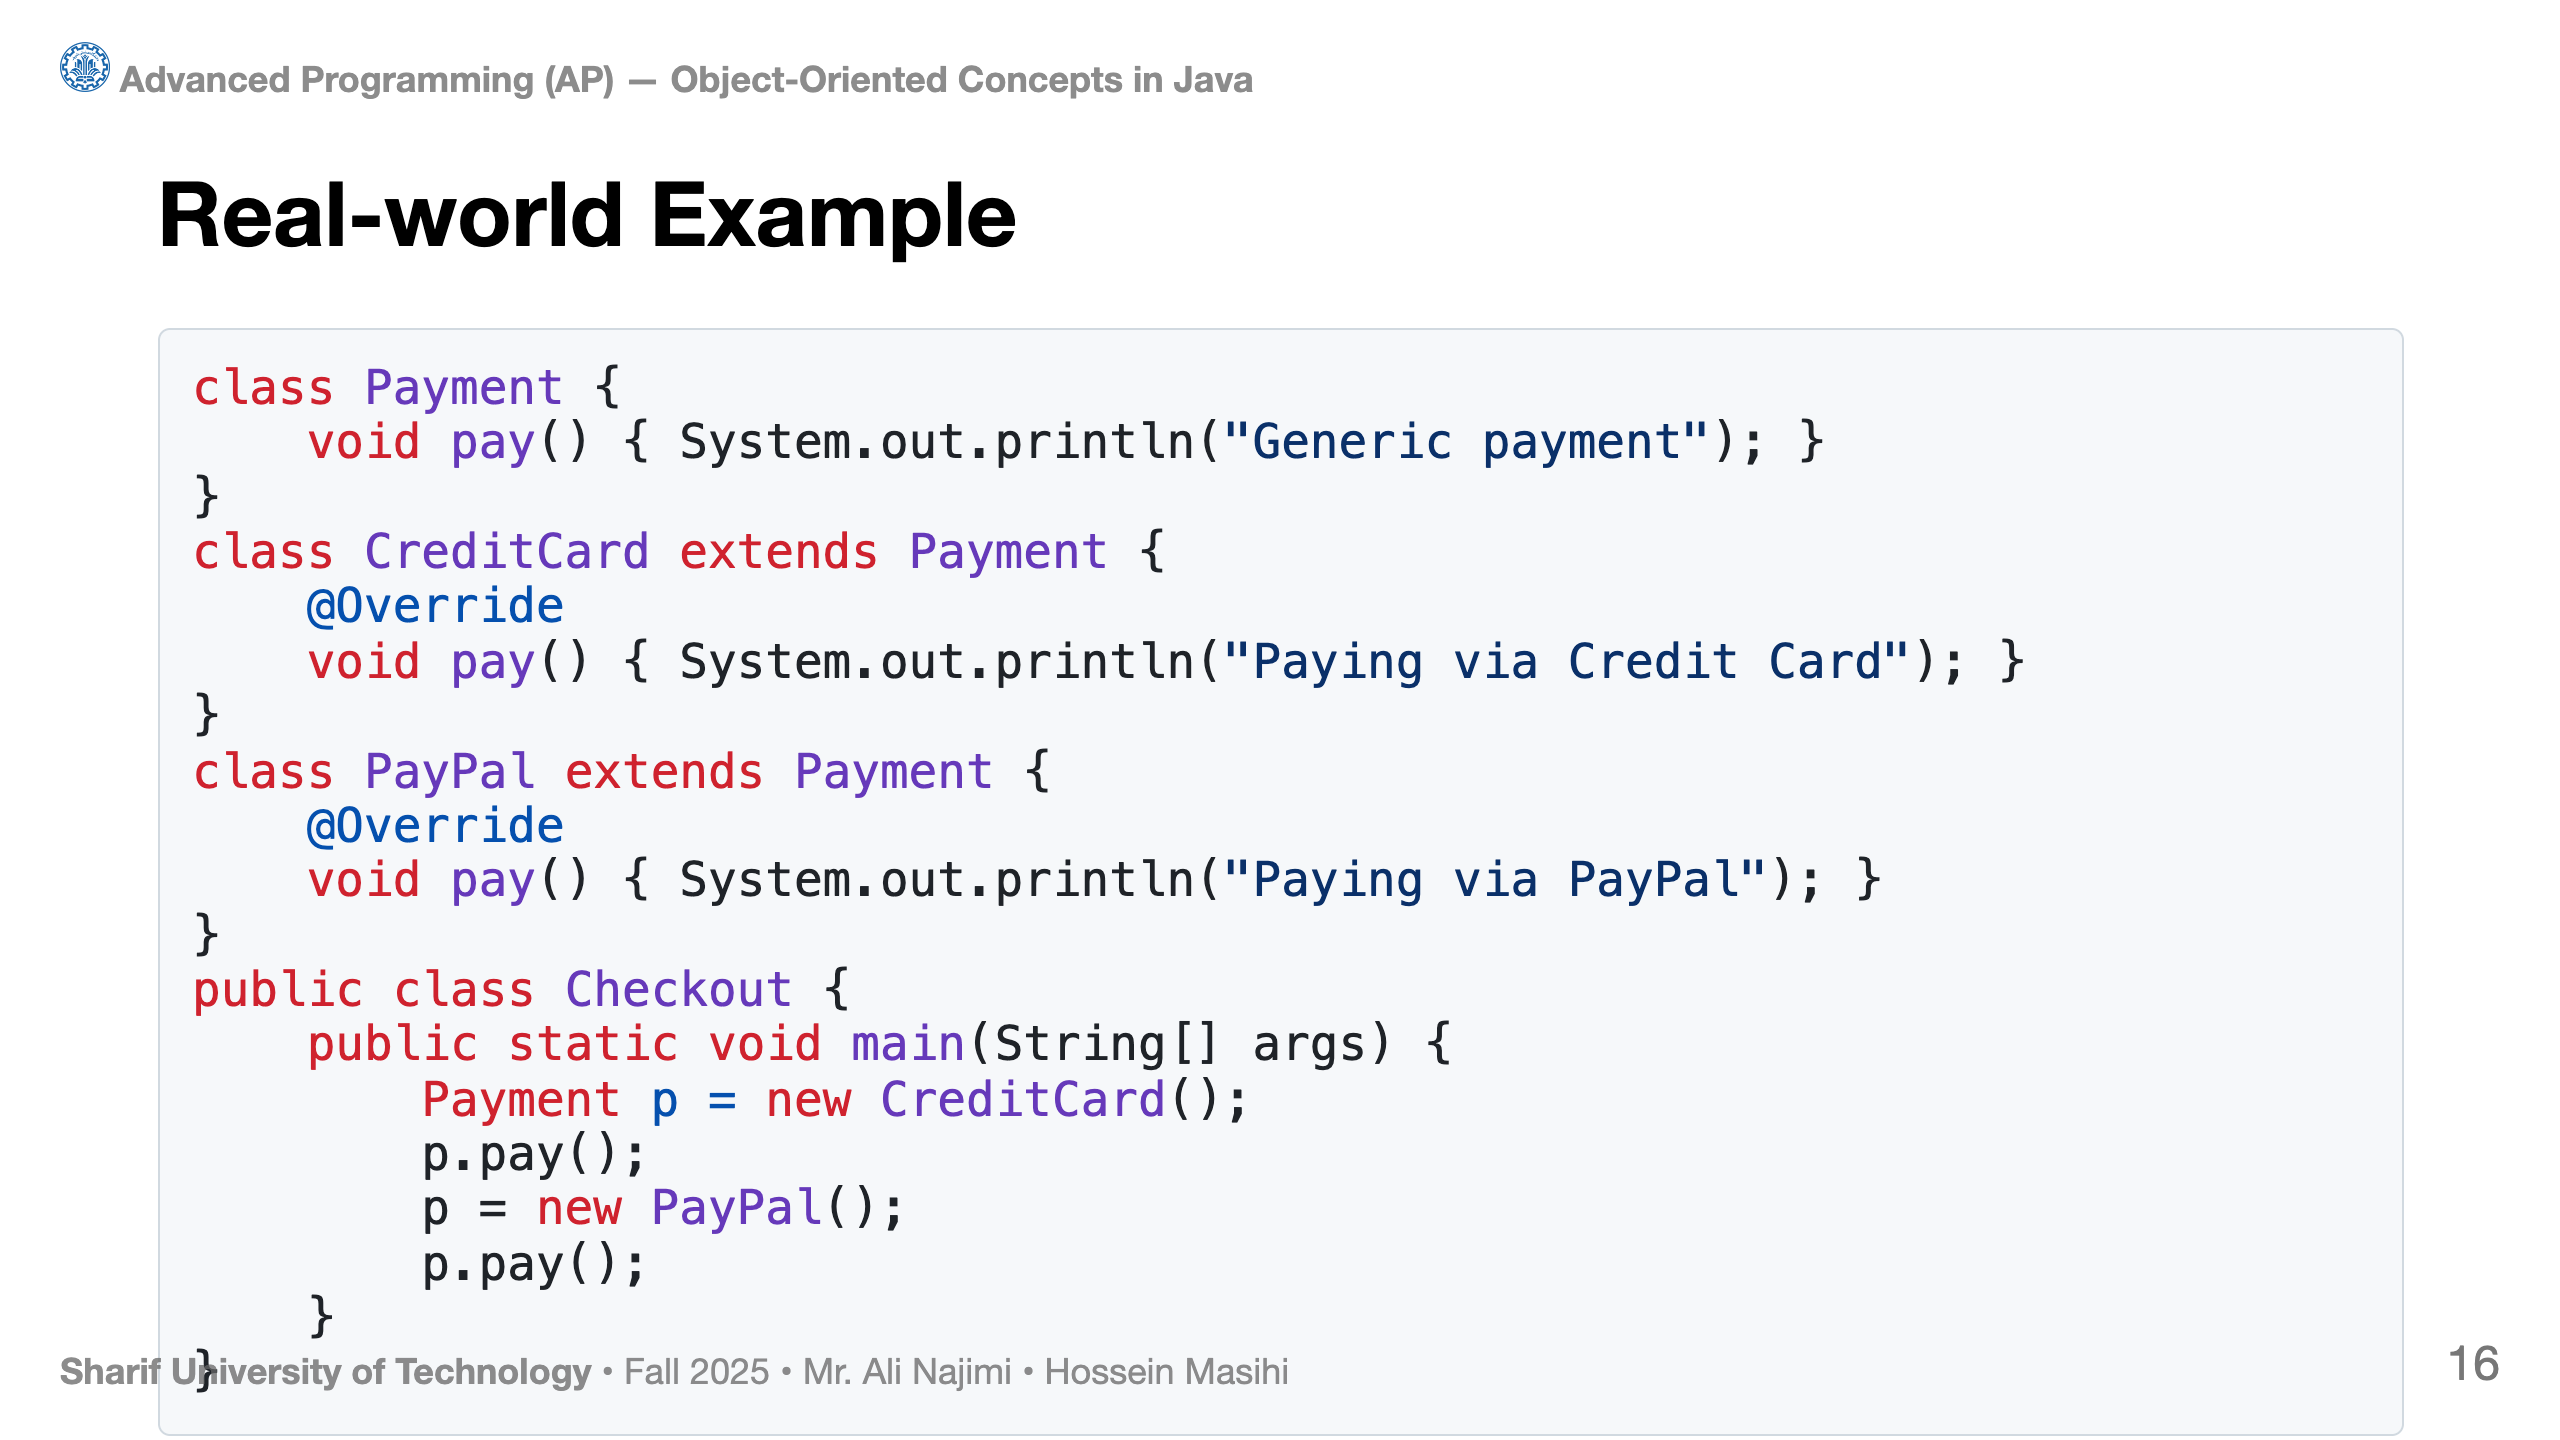 Advanced Programming (AP) — Object-Oriented Concepts in Java
Real-world Example
class Payment {
    void pay() { System.out.println("Generic payment"); }
}
class CreditCard extends Payment {
    @Override
    void pay() { System.out.println("Paying via Credit Card"); }
}
class PayPal extends Payment {
    @Override
    void pay() { System.out.println("Paying via PayPal"); }
}
public class Checkout {
    public static void main(String[] args) {
        Payment p = new CreditCard();
        p.pay();
        p = new PayPal();
        p.pay();
    }
}
Sharif University of Technology • Fall 2025 • Mr. Ali Najimi • Hossein Masihi
16